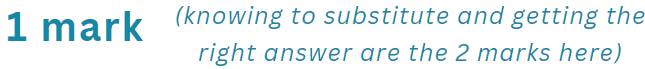 1 mark (knowing to substitute and getting the
right answer are the 2 marks here)